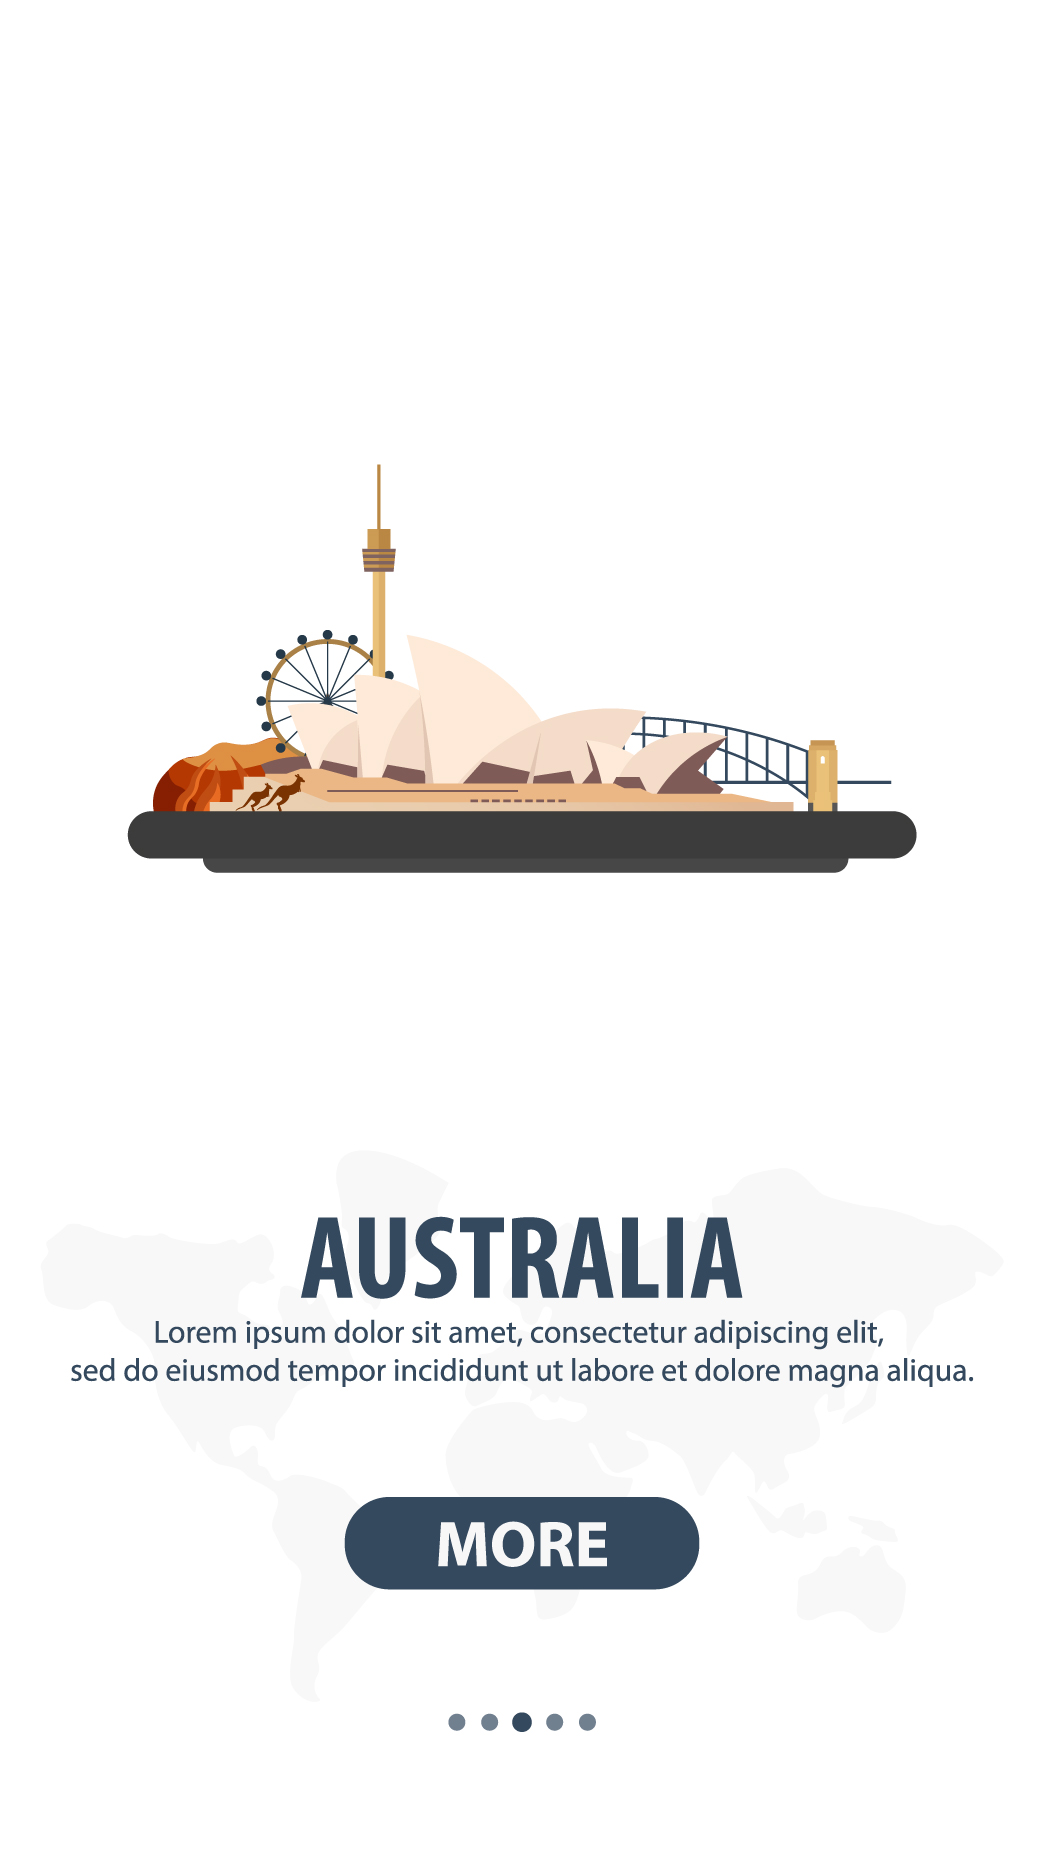 AUSTRALIA
Lorem ipsum dolor sit amet, consectetur adipiscing elit,
sed do eiusmod tempor incididunt ut labore et dolore magna aliqua.
MORE